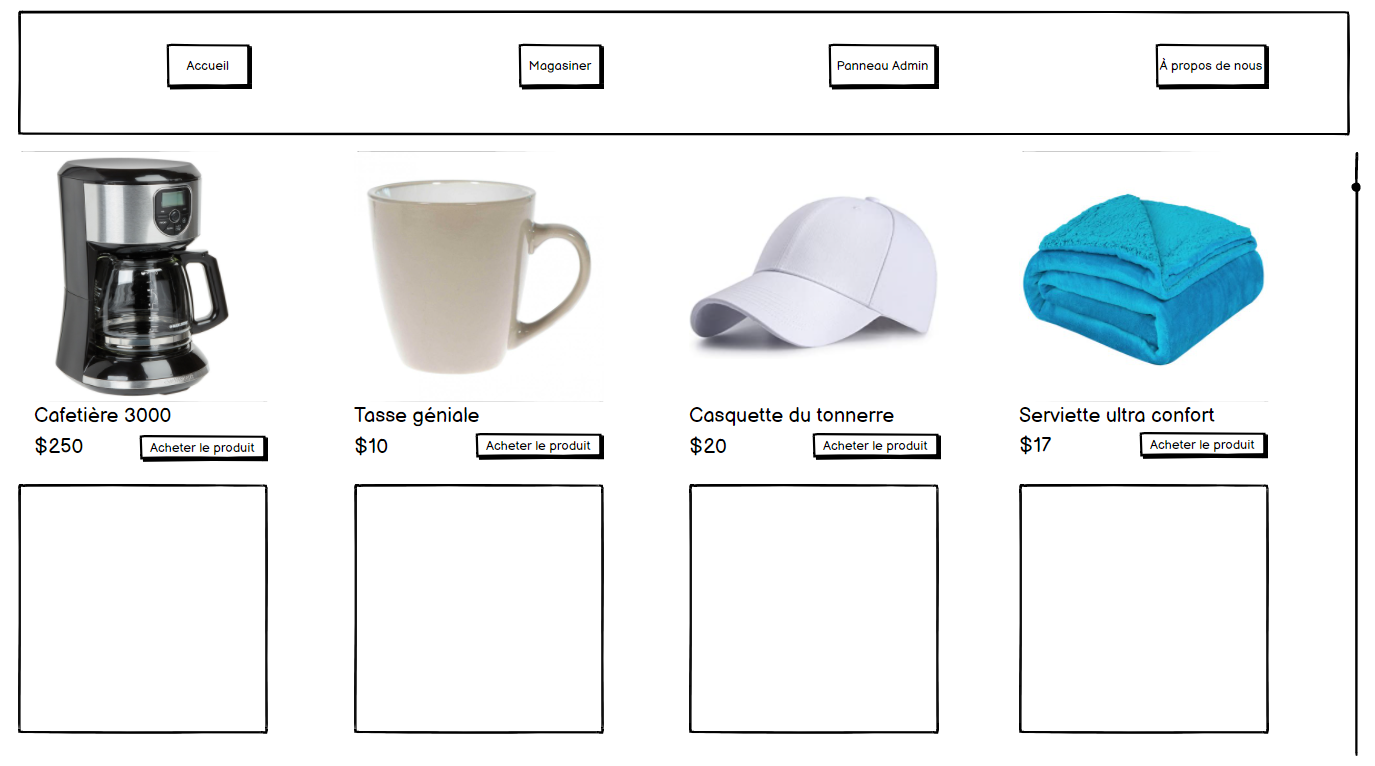 Accueil
Magasiner
Panneau Admin
À propos de nous
Cafetière 3000
$250
Acheter le produit
Tasse géniale
$10
Acheter le produit
Casquette du tonnerre
$20
Acheter le produit
Serviette ultra confort
$17
Acheter le produit